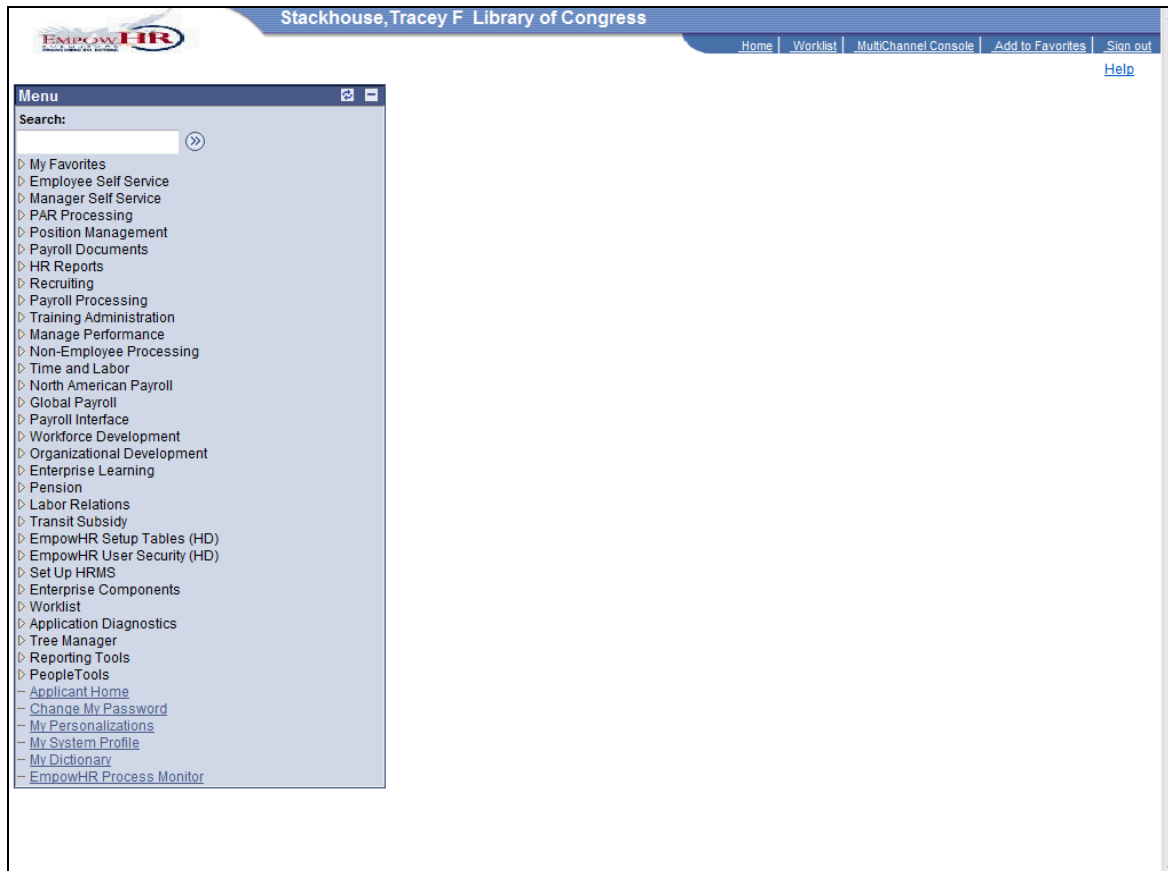 Stackhouse,Tracey F Library of Congress
EMPOWHR
Home Worklist MultiChannel Console Add to Favorites Sign out
Help
Menu
Search:
My Favorites
Employee Self Service
Manager Self Service
PAR Processing
Position Management
Payroll Documents
HR Reports
Recruiting
Payroll Processing
Training Administration
Manage Performance
Non-Employee Processing
Time and Labor
North American Payroll
Global Payroll
Payroll Interface
Workforce Development
Organizational Development
Enterprise Learning
Pension
Labor Relations
Transit Subsidy
EmpowHR Setup Tables (HD)
EmpowHR User Security (HD)
Set Up HRMS
Enterprise Components
Worklist
Application Diagnostics
Tree Manager
Reporting Tools
PeopleTools
Applicant Home
Change My Password
My Personalizations
My System Profile
My Dictionary
EmpowHR Process Monitor